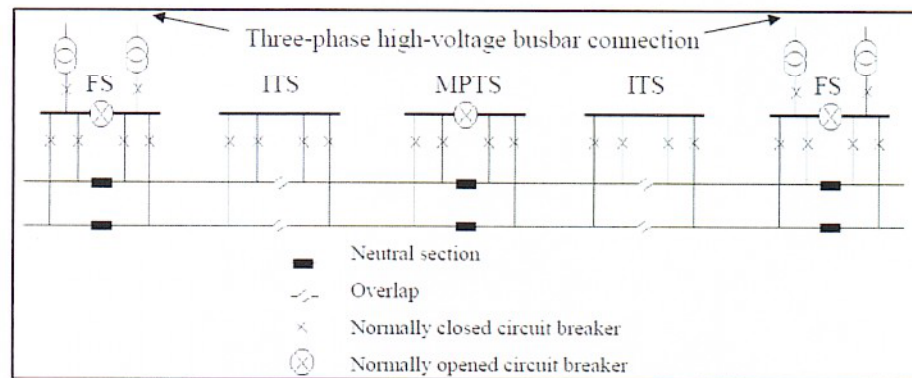 Three-phase high-voltage busbar connection
FS ITS MPTS ITS FS
Neutral section
Overlap
Normally closed circuit breaker
Normally opened circuit breaker